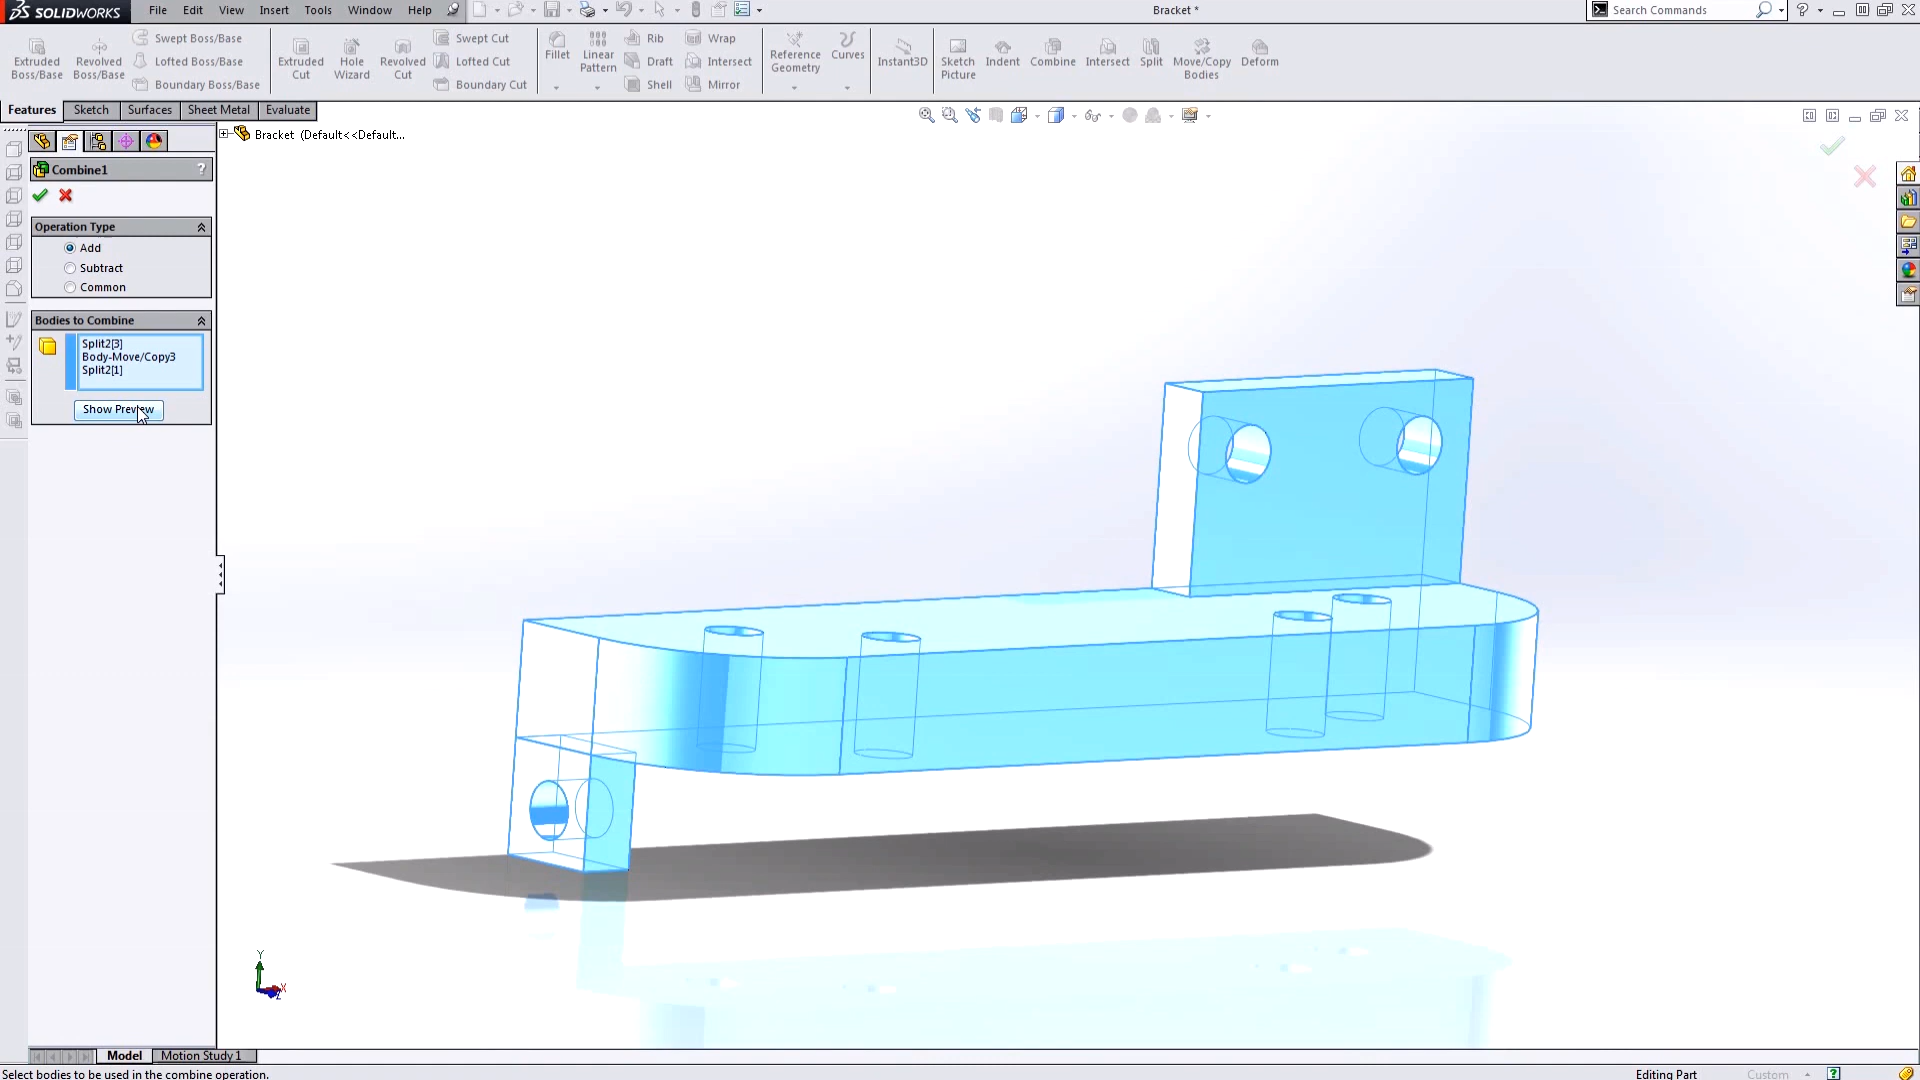 SOLIDWORKS File Edit View Insert Tools Window Help Bracket * Search Commands
Extruded Boss/Base
Revolved Boss/Base
Swept Boss/Base
Lofted Boss/Base
Boundary Boss/Base
Extruded Cut
Hole Wizard
Revolved Cut
Swept Cut
Lofted Cut
Boundary Cut
Fillet
Linear Pattern
Rib
Draft
Shell
Wrap
Intersect
Mirror
Reference Geometry
Curves
Instant3D
Sketch Picture
Indent
Combine
Intersect
Split
Move/Copy Bodies
Deform
Features Sketch Surfaces Sheet Metal Evaluate
Bracket (Default<<Default...
Combine1 ?
Operation Type
Add
Subtract
Common
Bodies to Combine
Split2[3]
Body-Move/Copy3
Split2[1]
Show Preview
Y
X
Z
Model Motion Study 1
Select bodies to be used in the combine operation. Editing Part Custom ?